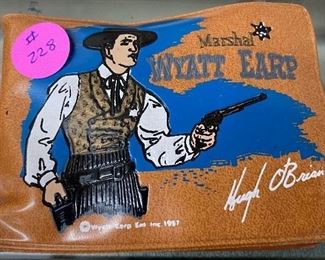 #
228
Marshal
WYATT EARP
Hugh O'Brian
© Wyatt Earp Ent Inc 1957